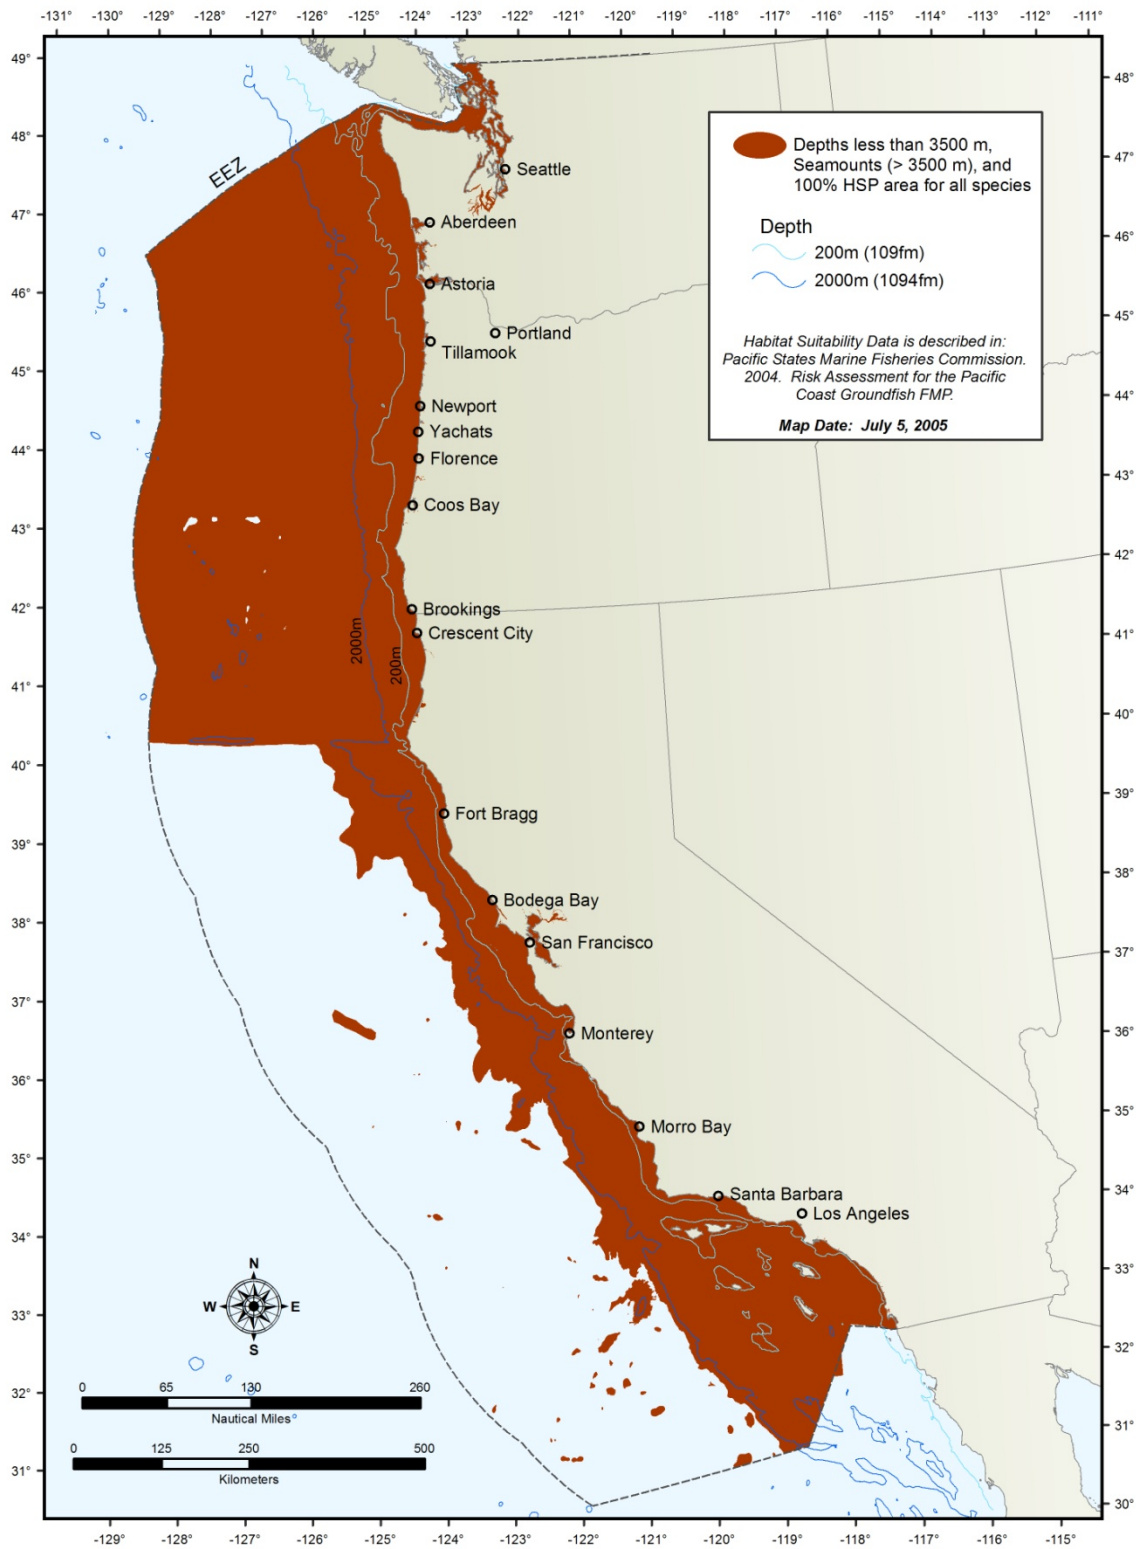 -131° -130° -129° -128° -127° -126° -125° -124° -123° -122° -121° -120° -119° -118° -117° -116° -115° -114° -113° -112° -111°
49°
48°
47°
46°
45°
44°
43°
42°
41°
40°
39°
38°
37°
36°
35°
34°
33°
32°
31°
48°
47°
46°
45°
44°
43°
42°
41°
40°
39°
38°
37°
36°
35°
34°
33°
32°
31°
30°
Depths less than 3500 m,
Seamounts (> 3500 m), and
100% HSP area for all species
Depth
200m (109fm)
2000m (1094fm)
Habitat Suitability Data is described in:
Pacific States Marine Fisheries Commission.
2004. Risk Assessment for the Pacific
Coast Groundfish FMP.
Map Date: July 5, 2005
EEZ
Seattle
Aberdeen
Astoria
Portland
Tillamook
Newport
Yachats
Florence
Coos Bay
Brookings
Crescent City
2000m
200m
Fort Bragg
Bodega Bay
San Francisco
Monterey
Morro Bay
Santa Barbara
Los Angeles
N
W E
S
0 65 130 260
Nautical Miles
0 125 250 500
Kilometers
-129° -128° -127° -126° -125° -124° -123° -122° -121° -120° -119° -118° -117° -116° -115°